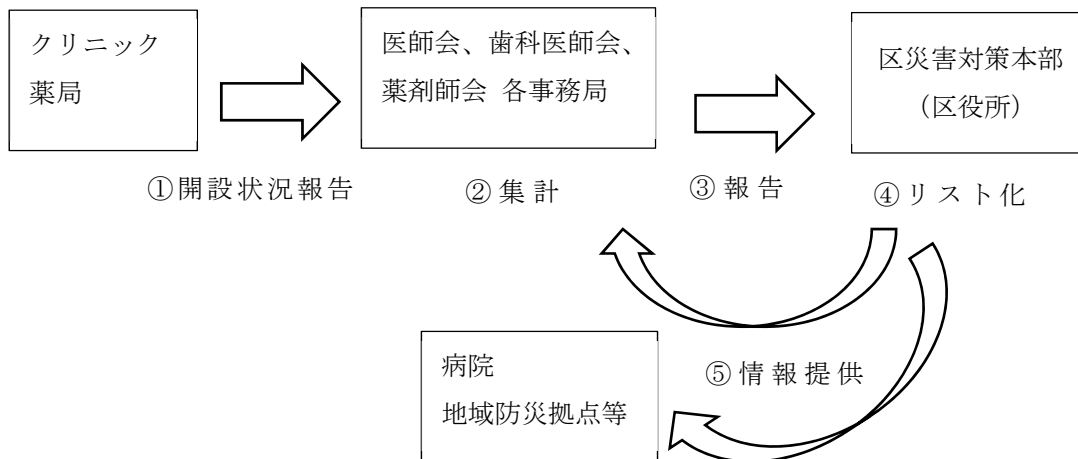 クリニック
薬局
医師会、歯科医師会、
薬剤師会 各事務局
区災害対策本部
（区役所）
①開設状況報告
②集計
③報告
④リスト化
病院
地域防災拠点等
⑤情報提供